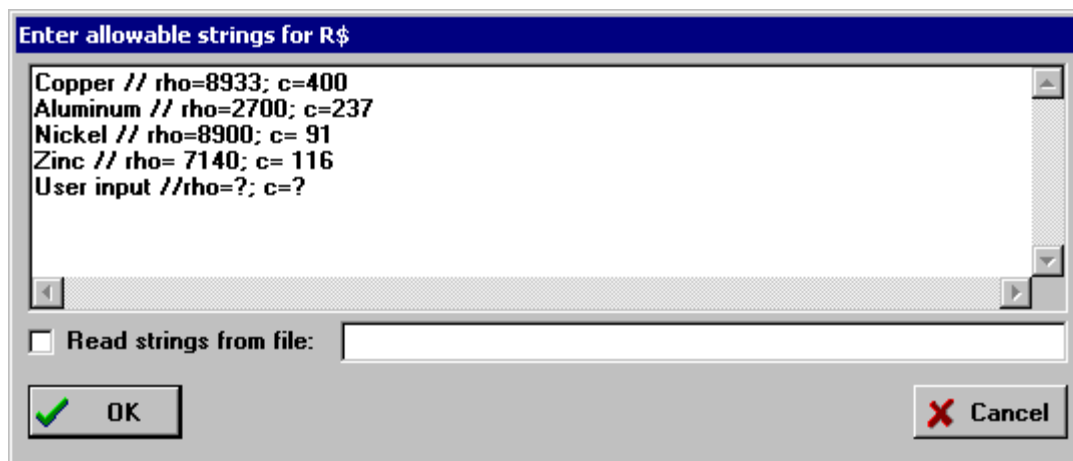 Enter allowable strings for R$
Copper // rho=8933; c=400
Aluminum // rho=2700; c=237
Nickel // rho=8900; c= 91
Zinc // rho= 7140; c= 116
User input //rho=?; c=?
Read strings from file:
OK
Cancel